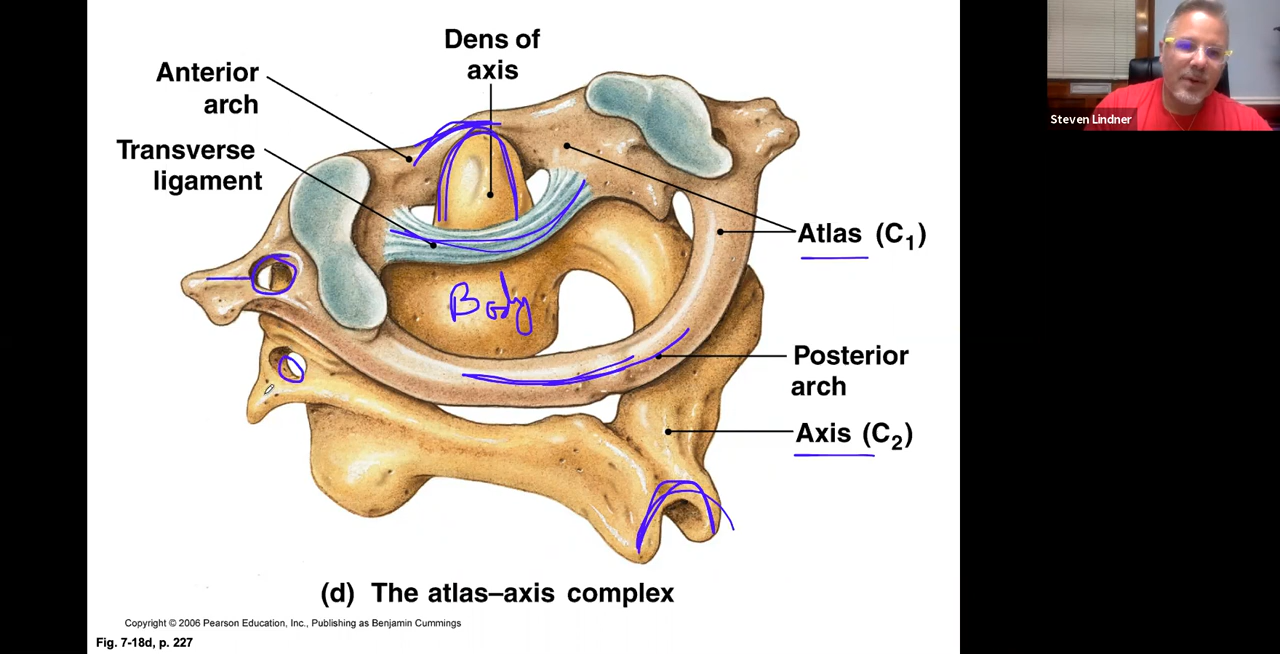 Dens of
axis
Anterior
arch
Transverse
ligament
Atlas (C1)
Body
Posterior
arch
Axis (C2)
(d) The atlas–axis complex
Copyright © 2006 Pearson Education, Inc., Publishing as Benjamin Cummings
Fig. 7-18d, p. 227
Steven Lindner